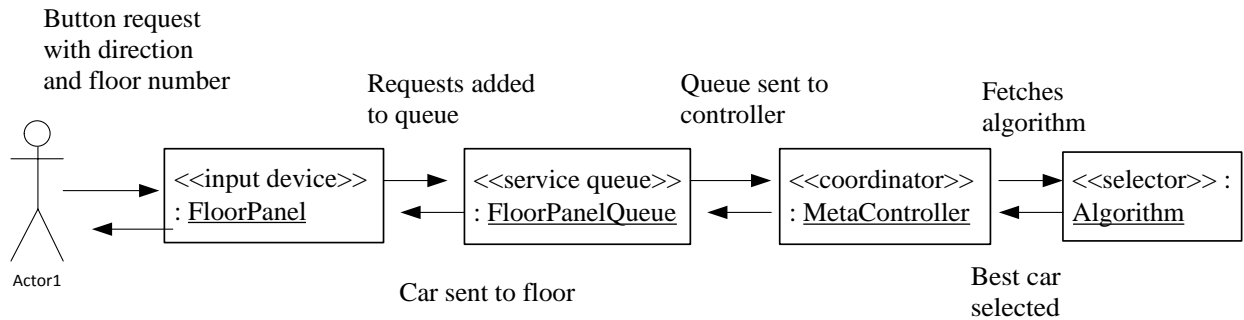 Button request
with direction
and floor number
Requests added
to queue
Queue sent to
controller
Fetches
algorithm
<<input device>>
: FloorPanel
<<service queue>>
: FloorPanelQueue
<<coordinator>>
: MetaController
<<selector>> :
Algorithm
Actor1
Car sent to floor
Best car
selected